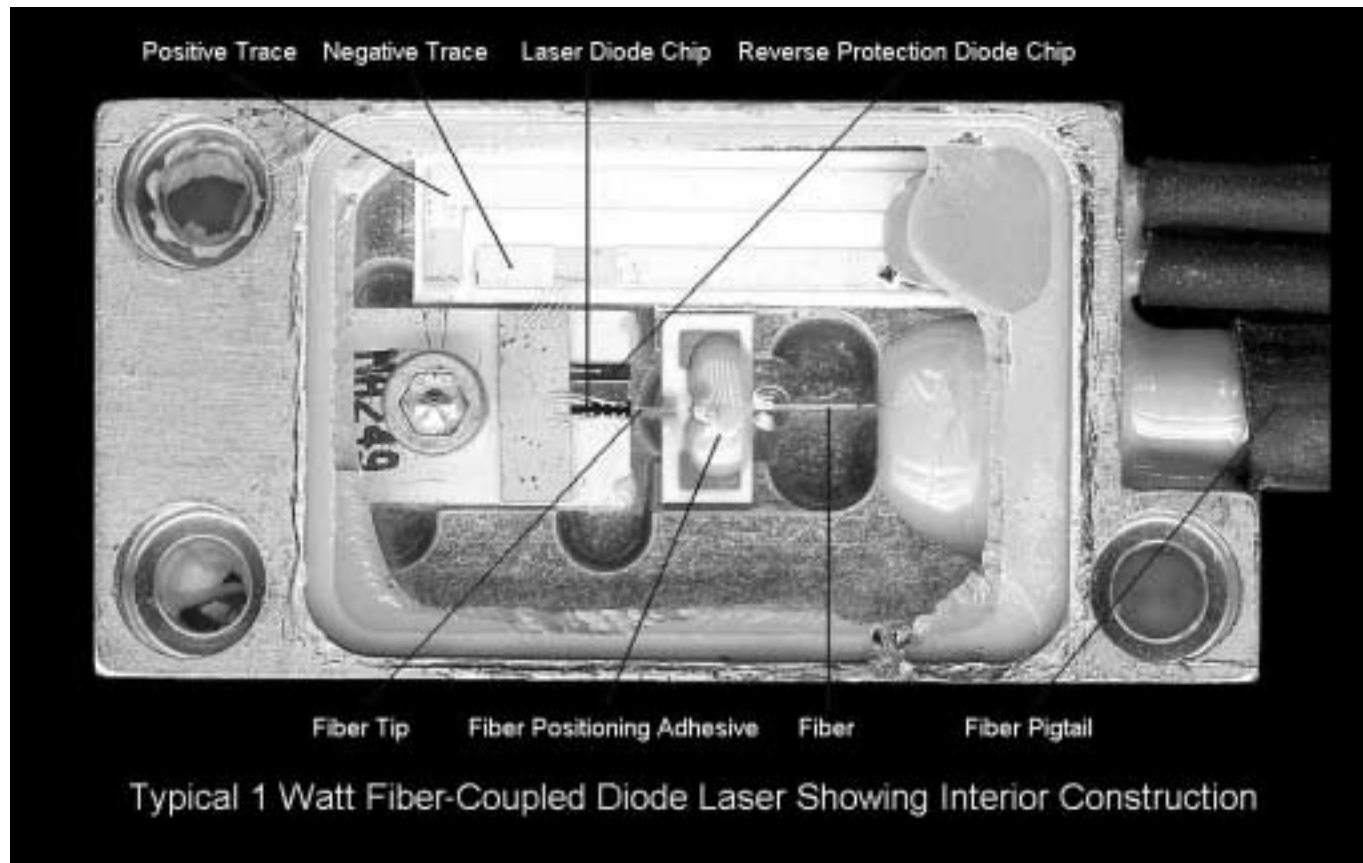 Positive Trace Negative Trace Laser Diode Chip Reverse Protection Diode Chip
NH249
Fiber Tip Fiber Positioning Adhesive Fiber Fiber Pigtail
Typical 1 Watt Fiber-Coupled Diode Laser Showing Interior Construction